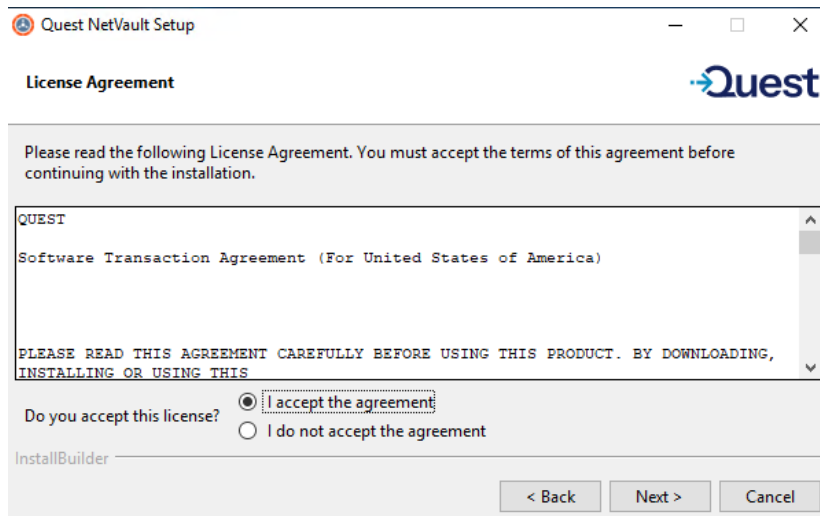 Quest NetVault Setup
License Agreement
Quest
Please read the following License Agreement. You must accept the terms of this agreement before
continuing with the installation.
QUEST
Software Transaction Agreement (For United States of America)
PLEASE READ THIS AGREEMENT CAREFULLY BEFORE USING THIS PRODUCT. BY DOWNLOADING,
INSTALLING OR USING THIS
Do you accept this license?
I accept the agreement
I do not accept the agreement
InstallBuilder
< Back Next > Cancel